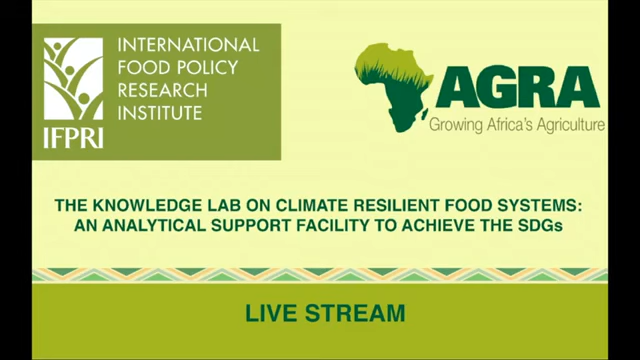 INTERNATIONAL
FOOD POLICY
RESEARCH
INSTITUTE
IFPRI
AGRA
Growing Africa's Agriculture
THE KNOWLEDGE LAB ON CLIMATE RESILIENT FOOD SYSTEMS:
AN ANALYTICAL SUPPORT FACILITY TO ACHIEVE THE SDGs
LIVE STREAM